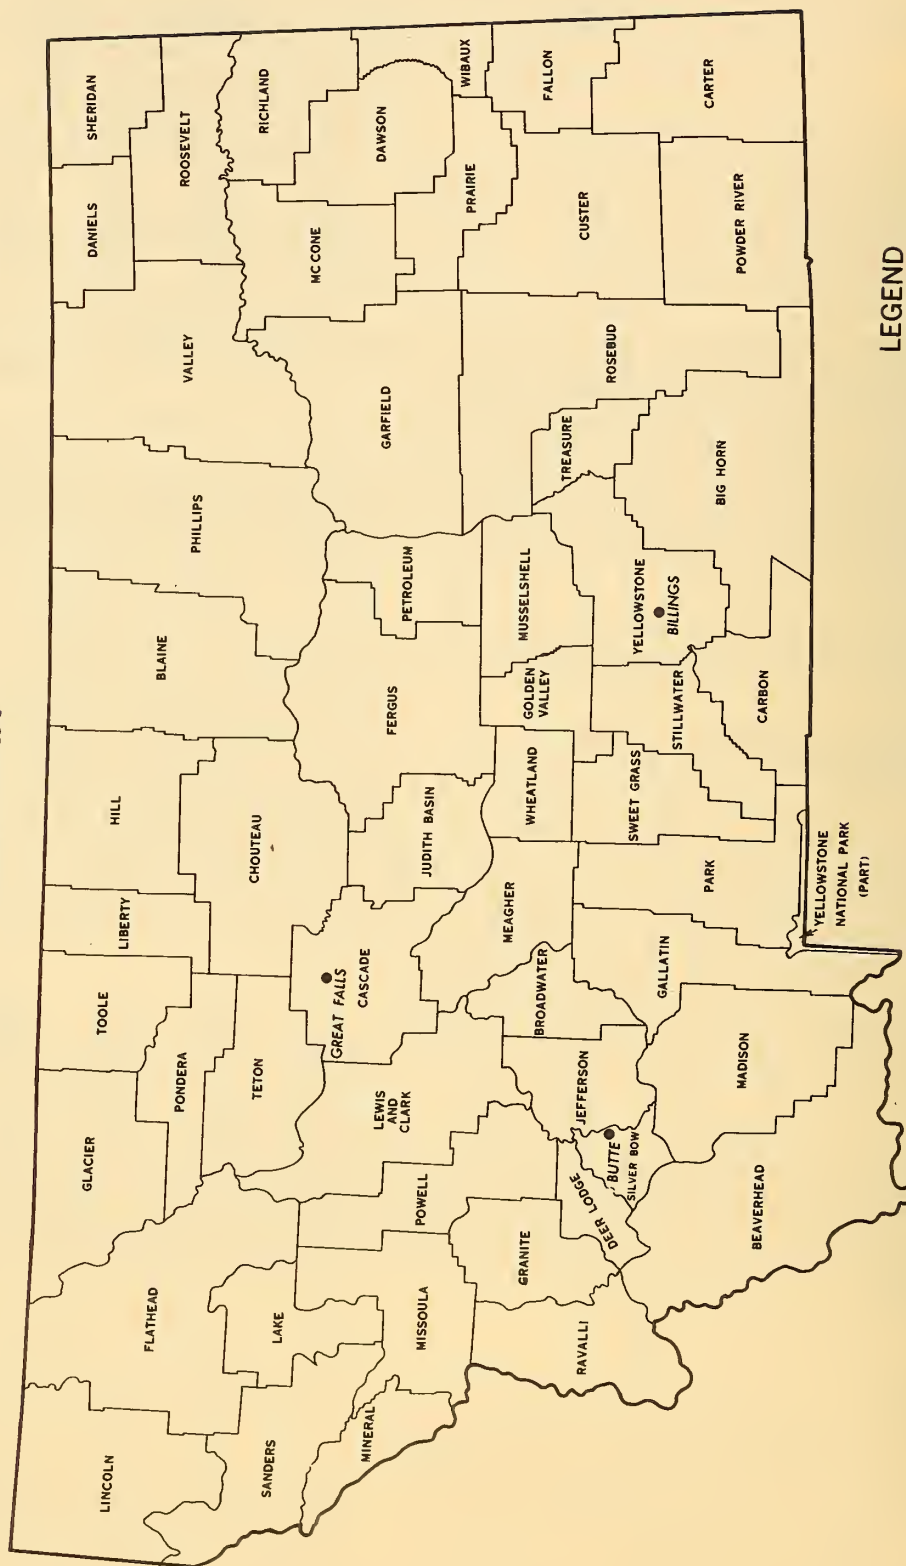 LINCOLN
FLATHEAD
GLACIER
TOOLE
LIBERTY
HILL
BLAINE
PHILLIPS
VALLEY
DANIELS
SHERIDAN
ROOSEVELT
PONDERA
TETON
CHOUTEAU
SANDERS
LAKE
MINERAL
MISSOULA
POWELL
LEWIS
AND
CLARK
GREAT FALLS
CASCADE
JUDITH BASIN
FERGUS
PETROLEUM
GARFIELD
MC CONE
RICHLAND
DAWSON
PRAIRIE
WIBAUX
RAVALLI
GRANITE
DEER LODGE
BUTTE
SILVER BOW
JEFFERSON
BROADWATER
MEAGHER
WHEATLAND
GOLDEN
VALLEY
MUSSELSHELL
TREASURE
ROSEBUD
CUSTER
FALLON
BEAVERHEAD
MADISON
GALLATIN
PARK
SWEET GRASS
STILLWATER
YELLOWSTONE
BILLINGS
CARBON
BIG HORN
POWDER RIVER
CARTER
YELLOWSTONE
NATIONAL PARK
(PART)
LEGEND